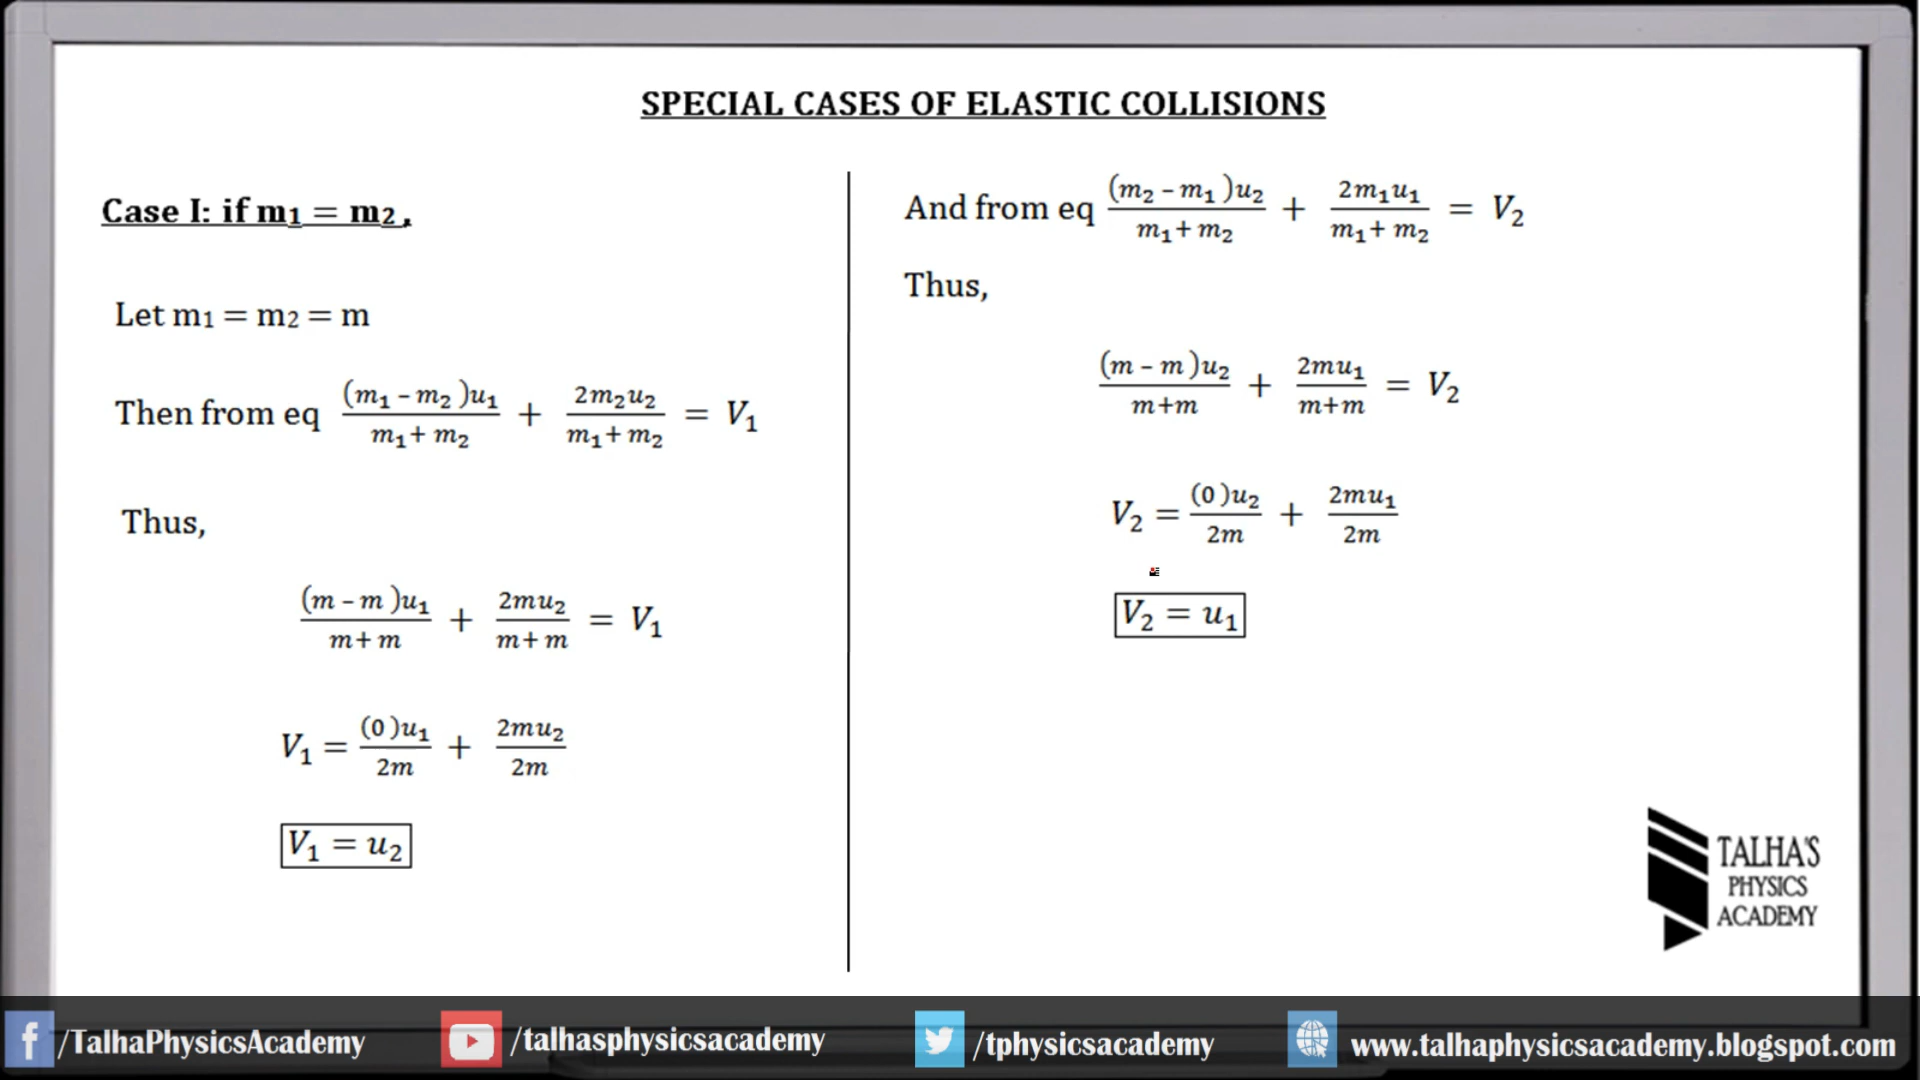 SPECIAL CASES OF ELASTIC COLLISIONS
Case I: if m₁ = m₂ ,
Let m₁ = m₂ = m
Then from eq (m₁ – m₂ )u₁ / m₁+ m₂ + 2m₂u₂ / m₁+ m₂ = V₁
Thus,
(m – m )u₁ / m+ m + 2mu₂ / m+ m = V₁
V₁ = (0 )u₁ / 2m + 2mu₂ / 2m
V₁ = u₂
And from eq (m₂ – m₁ )u₂ / m₁+ m₂ + 2m₁u₁ / m₁+ m₂ = V₂
Thus,
(m – m )u₂ / m+m + 2mu₁ / m+m = V₂
V₂ = (0 )u₂ / 2m + 2mu₁ / 2m
V₂ = u₁
TALHA'S
PHYSICS
ACADEMY
/TalhaPhysicsAcademy
/talhasphysicsacademy
/tphysicsacademy
www.talhaphysicsacademy.blogspot.com